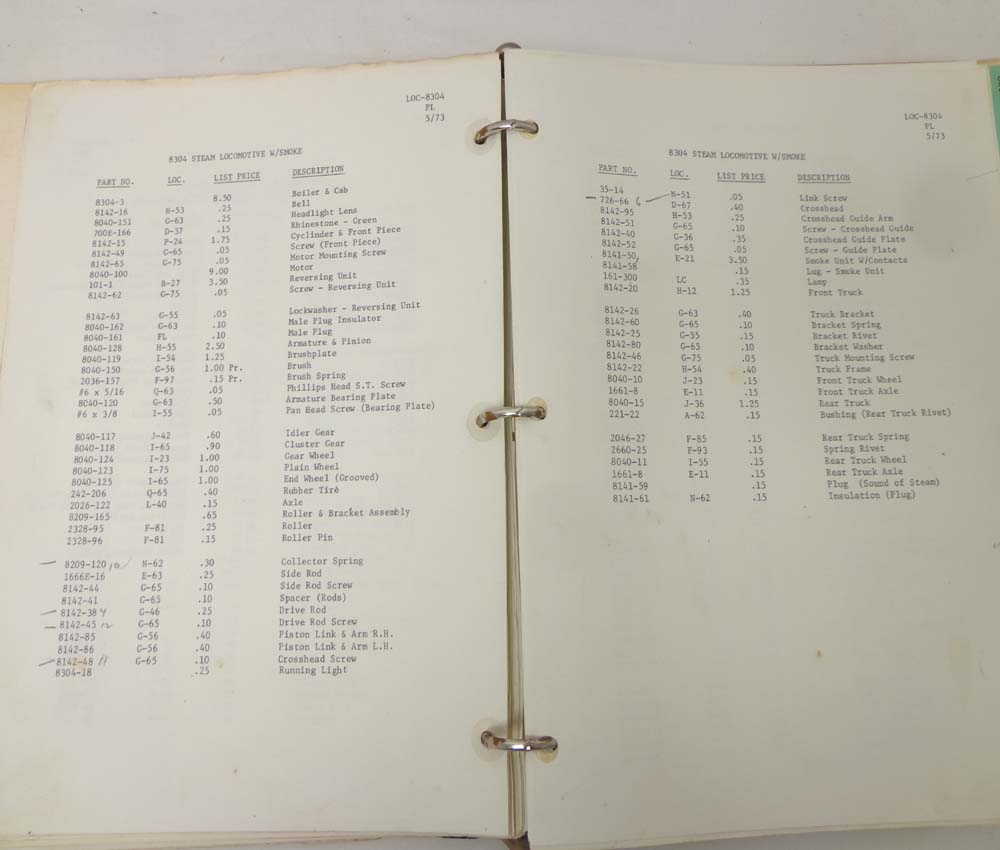 LOC-8304
PL
5/73
8304 STEAM LOCOMOTIVE W/SMOKE
PART NO. LOC. LIST PRICE DESCRIPTION
8304-3 8.50 Boiler & Cab
8142-16 H-53 .25 Bell
8040-151 G-63 .25 Headlight Lens
700E-166 D-37 .15 Rhinestone - Green
8142-15 P-24 1.75 Cyclinder & Front Piece
8142-49 G-65 .05 Screw (Front Piece)
8142-65 G-75 .05 Motor Mounting Screw
8040-100 9.00 Motor
101-1 B-27 3.50 Reversing Unit
8142-62 G-75 .05 Screw - Reversing Unit
8142-63 G-55 .05 Lockwasher - Reversing Unit
8040-162 G-63 .10 Male Plug Insulator
8040-161 FL .10 Male Plug
8040-128 H-55 2.50 Armature & Pinion
8040-119 I-54 1.25 Brushplate
8040-150 G-56 1.00 Pr. Brush
2036-157 F-97 .15 Pr. Brush Spring
#6 x 5/16 Q-63 .05 Phillips Head S.T. Screw
8040-120 G-63 .50 Armature Bearing Plate
#6 x 3/8 I-55 .05 Pan Head Screw (Bearing Plate)
8040-117 J-42 .60 Idler Gear
8040-118 I-65 .90 Cluster Gear
8040-124 I-23 1.00 Gear Wheel
8040-123 I-75 1.00 Plain Wheel
8040-125 I-65 1.00 End Wheel (Grooved)
242-206 Q-65 .40 Rubber Tire
2026-122 L-40 .15 Axle
8209-165 .65 Roller & Bracket Assembly
2328-95 F-81 .25 Roller
2328-96 F-81 .15 Roller Pin
8209-120 10 N-62 .30 Collector Spring
1666E-16 E-63 .25 Side Rod
8142-44 G-65 .10 Side Rod Screw
8142-41 G-65 .10 Spacer (Rods)
8142-38 4 G-46 .25 Drive Rod
8142-45 12 G-65 .10 Drive Rod Screw
8142-85 G-56 .40 Piston Link & Arm R.H.
8142-86 G-56 .40 Piston Link & Arm L.H.
8142-48 11 G-65 .10 Crosshead Screw
8304-18 .25 Running Light
LOC-8304
PL
5/73
8304 STEAM LOCOMOTIVE W/SMOKE
PART NO. LOC. LIST PRICE DESCRIPTION
35-14 H-51 .05 Link Screw
726-66 6 D-67 .40 Crosshead
8142-95 H-53 .25 Crosshead Guide Arm
8142-51 G-65 .10 Screw - Crosshead Guide
8142-40 G-36 .35 Crosshead Guide Plate
8142-52 G-65 .05 Screw - Guide Plate
8141-50 E-21 3.50 Smoke Unit W/Contacts
8141-58 .15 Lug - Smoke Unit
161-300 LC .35 Lamp
8142-20 H-12 1.25 Front Truck
8142-26 G-63 .40 Truck Bracket
8142-60 G-65 .10 Bracket Spring
8142-25 G-55 .15 Bracket Rivet
8142-80 G-65 .10 Bracket Washer
8142-46 G-75 .05 Truck Mounting Screw
8142-22 H-54 .40 Truck Frame
8040-10 J-23 .15 Front Truck Wheel
1661-8 E-11 .15 Front Truck Axle
8040-15 J-36 1.25 Rear Truck
221-22 A-62 .15 Bushing (Rear Truck Rivet)
2046-27 F-85 .15 Rear Truck Spring
2660-25 F-93 .15 Spring Rivet
8040-11 I-55 .15 Rear Truck Wheel
1661-8 E-11 .15 Rear Truck Axle
8141-59 .15 Plug (Sound of Steam)
8141-61 N-62 .15 Insulation (Plug)